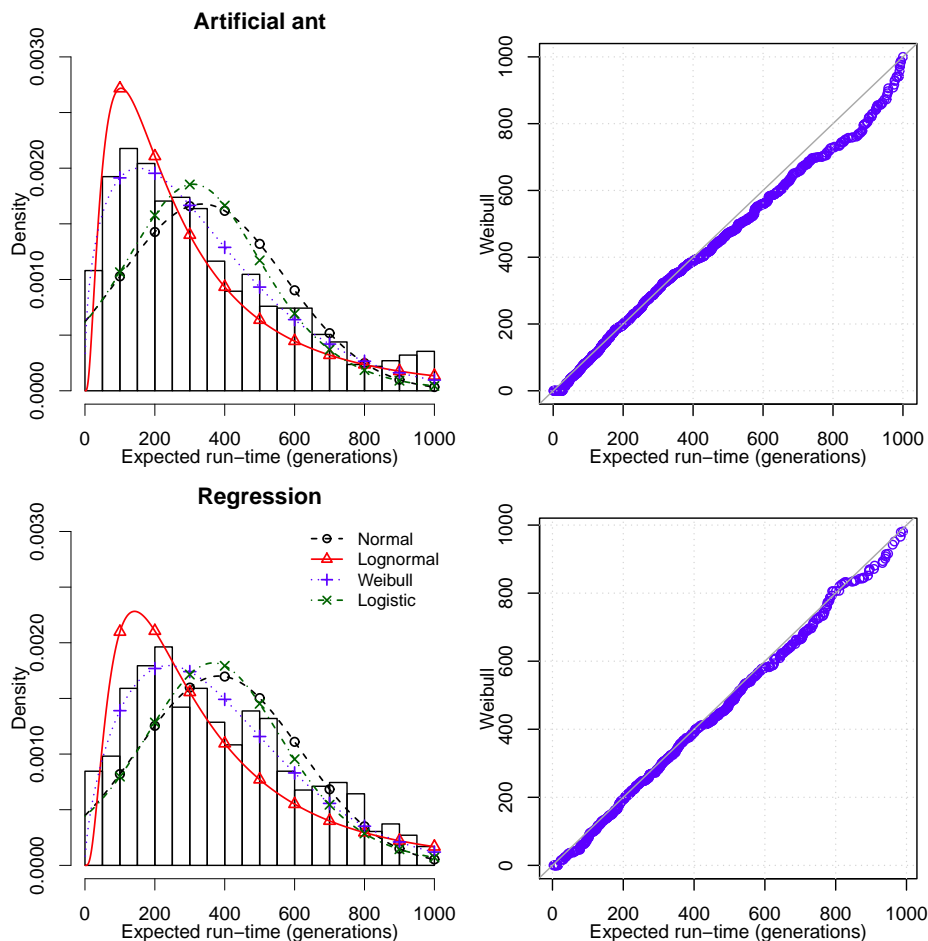 Artificial ant
Density
0.0000
0.0010
0.0020
0.0030
0 200 400 600 800 1000
Expected run−time (generations)
Weibull
0 200 400 600 800 1000
0 200 400 600 800 1000
Expected run−time (generations)
Regression
Density
0.0000
0.0010
0.0020
0.0030
Normal
Lognormal
Weibull
Logistic
0 200 400 600 800 1000
Expected run−time (generations)
Weibull
0 200 400 600 800 1000
0 200 400 600 800 1000
Expected run−time (generations)